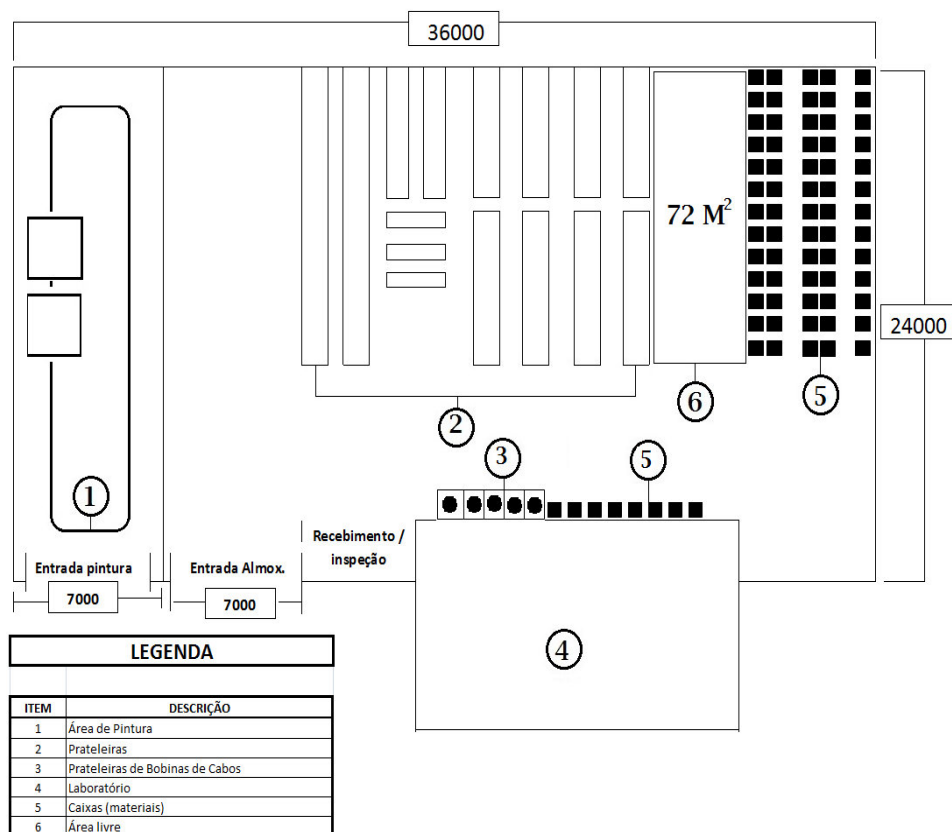 36000
72 M²
24000
5
6
2
3
5
1
Recebimento /
inspeção
Entrada pintura
Entrada Almox.
7000
7000
4
LEGENDA
ITEM DESCRIÇÃO
1 Área de Pintura
2 Prateleiras
3 Prateleiras de Bobinas de Cabos
4 Laboratório
5 Caixas (materiais)
6 Área livre